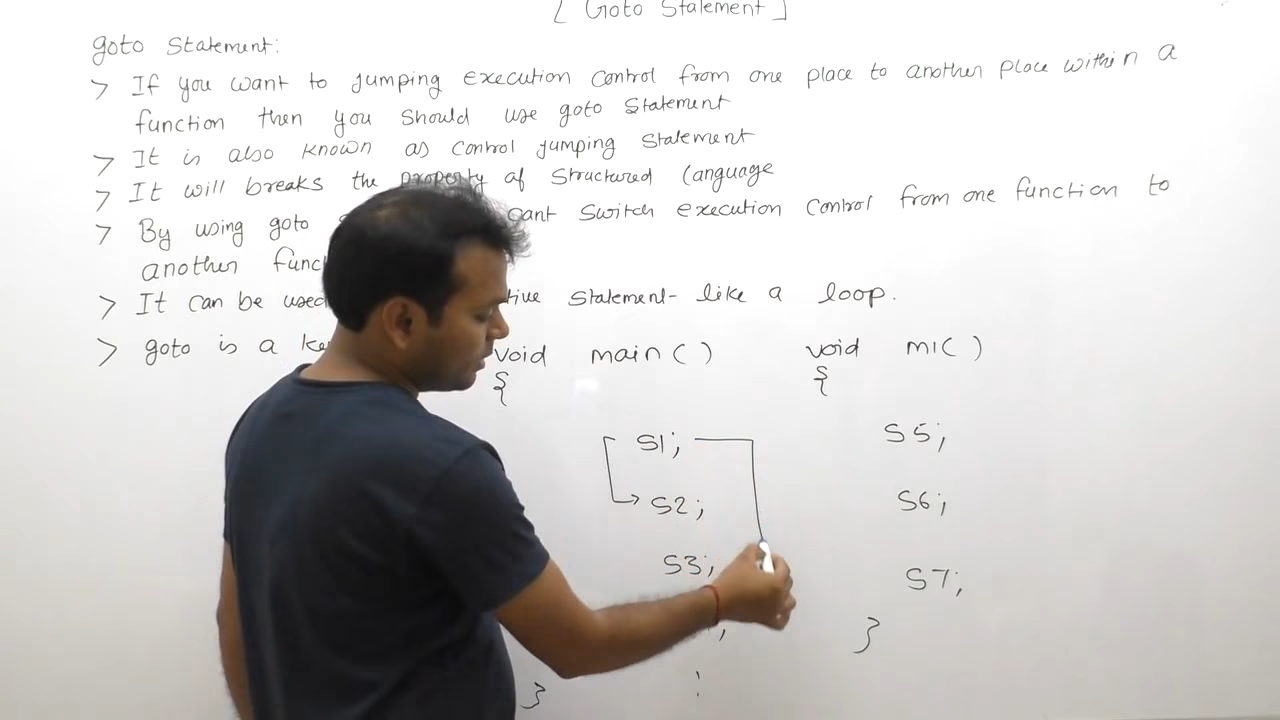 [ Goto Statement ]
goto Statement:
> If you want to jumping execution control from one place to another place within a
function then you should use goto Statement
> It is also known as control jumping statement
> It will breaks the property of structured language
> By using goto cant switch execution control from one function to
another func
> It can be used tive statement- like a loop.
> goto is a ke
void main( ) void m1( )
{ {
S1; S5;
S2; S6;
S3; S7;
; }
} :